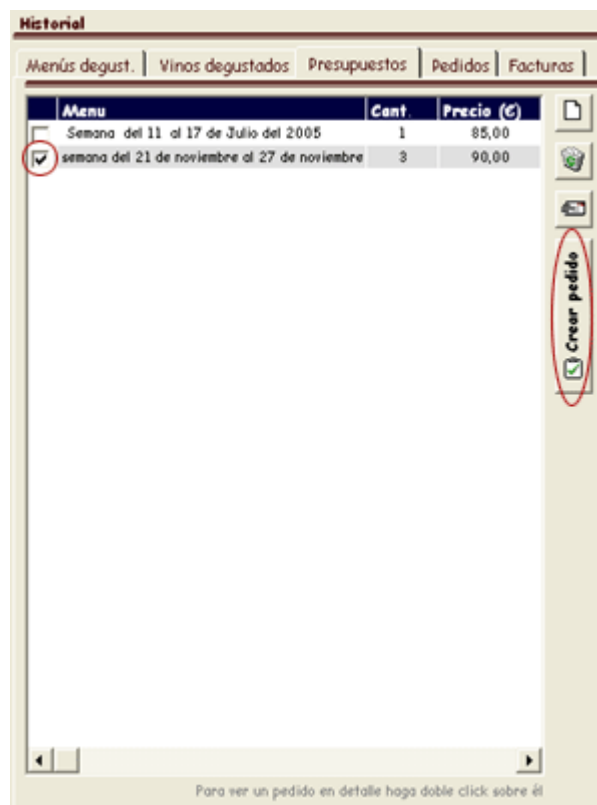 Historial
Menús degust. Vinos degustados Presupuestos Pedidos Facturas
Menu Cant. Precio (€)
Semana del 11 al 17 de Julio del 2005 1 85,00
semana del 21 de noviembre al 27 de noviembre 3 90,00
Crear pedido
Para ver un pedido en detalle haga doble click sobre él